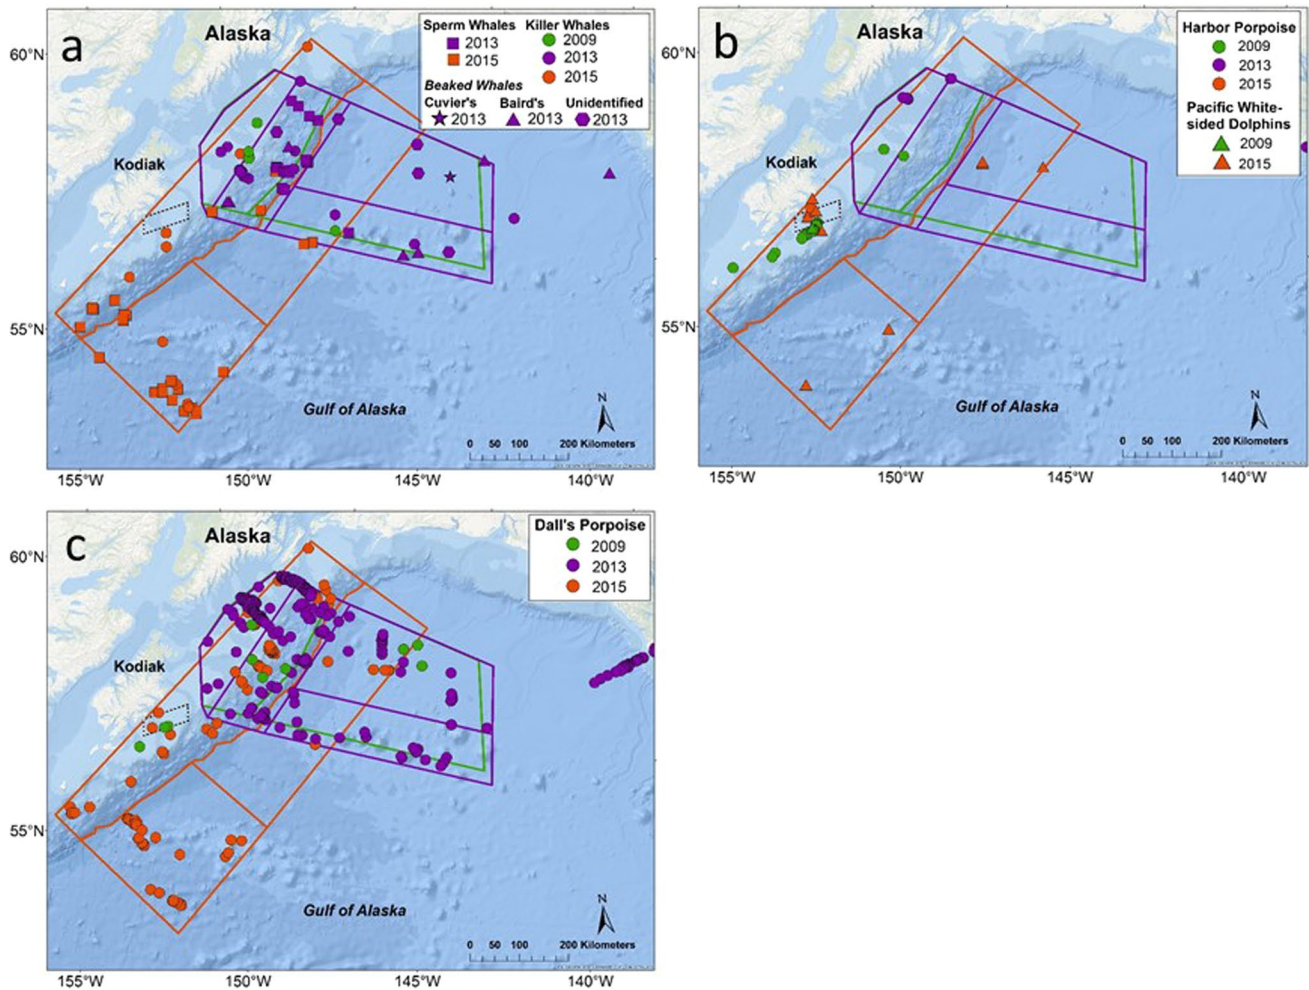 a
Alaska
Kodiak
Gulf of Alaska
Sperm Whales
2013
2015
Killer Whales
2009
2013
2015
Beaked Whales
Cuvier's
2013
Baird's
2013
Unidentified
2013
N
0 50 100 200 Kilometers
60°N
55°N
155°W
150°W
145°W
140°W
b
Alaska
Kodiak
Gulf of Alaska
Harbor Porpoise
2009
2013
2015
Pacific White-
sided Dolphins
2009
2015
N
0 50 100 200 Kilometers
60°N
55°N
155°W
150°W
145°W
140°W
c
Alaska
Kodiak
Gulf of Alaska
Dall's Porpoise
2009
2013
2015
N
0 50 100 200 Kilometers
60°N
55°N
155°W
150°W
145°W
140°W